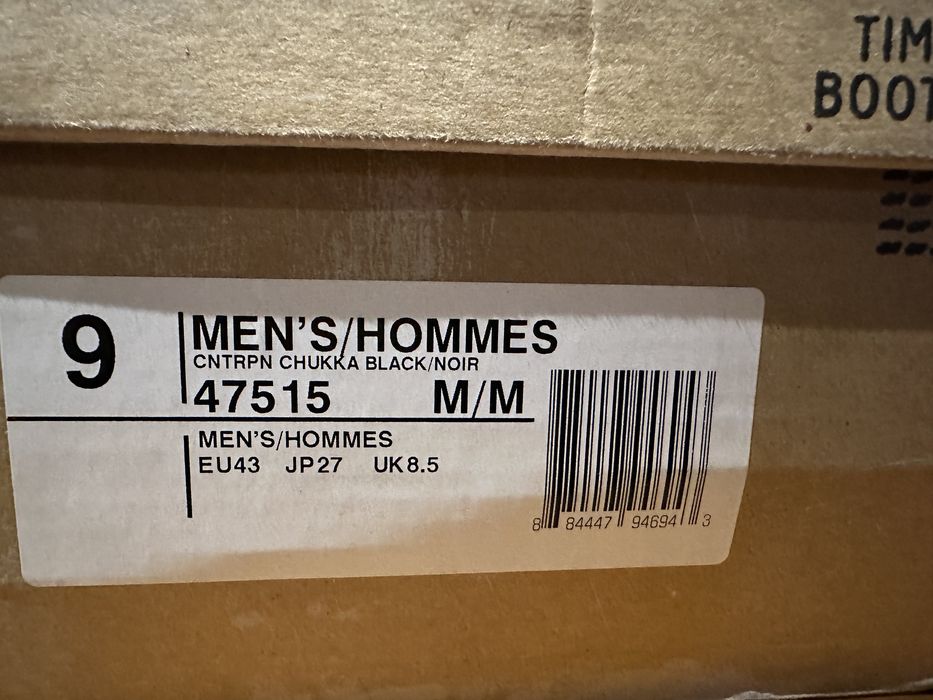 TIM
BOOT
9
MEN'S/HOMMES
CNTRPN CHUKKA BLACK/NOIR
47515 M/M
MEN'S/HOMMES
EU43 JP27 UK8.5
8 84447 94694 3